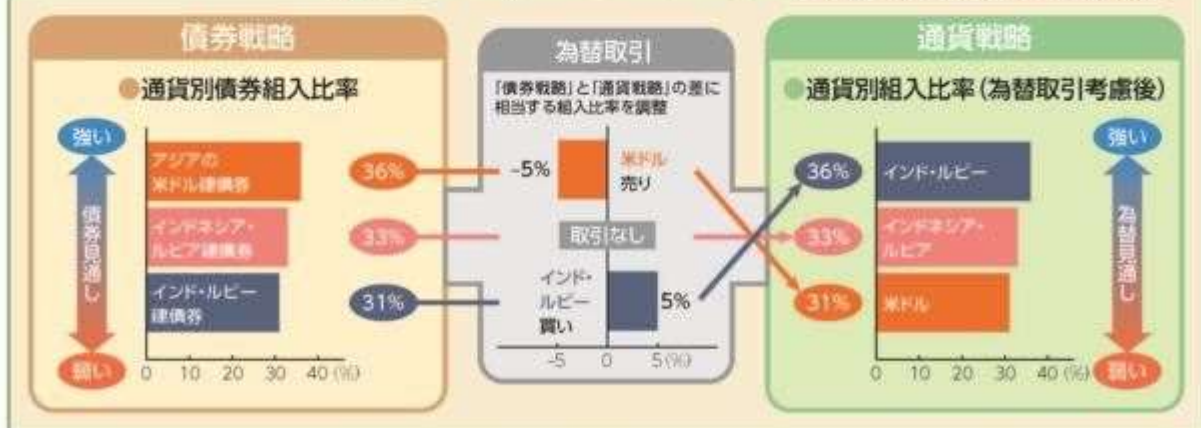 債券戦略
●通貨別債券組入比率
強い
債券見通し
弱い
アジアの
米ドル建債券
インドネシア・
ルピア建債券
インド・ルピー
建債券
0 10 20 30 40 (%)
36%
33%
31%
為替取引
「債券戦略」と「通貨戦略」の差に
相当する組入比率を調整
-5%
米ドル
売り
取引なし
インド・
ルピー
買い
5%
-5 0 5(%)
通貨戦略
●通貨別組入比率(為替取引考慮後)
36%
33%
31%
インド・ルピー
インドネシア・
ルピア
米ドル
0 10 20 30 40 (%)
強い
為替見通し
弱い